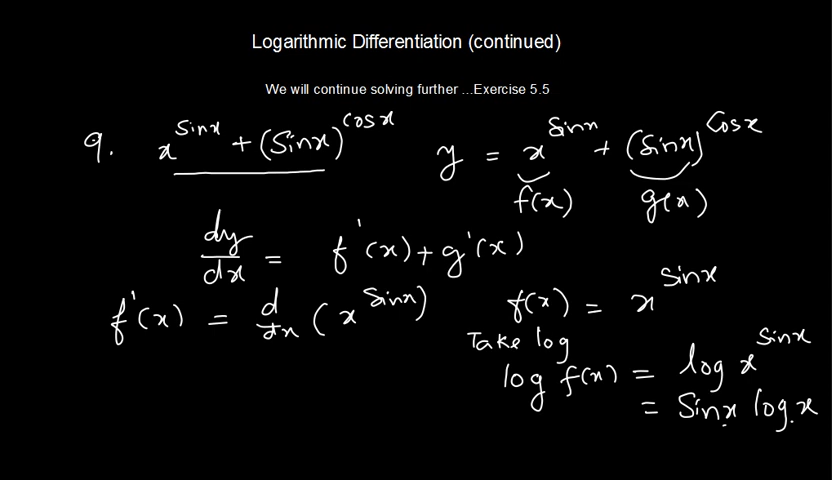 Logarithmic Differentiation (continued)
We will continue solving further ...Exercise 5.5
9. x^sinx + (Sinx)^cosx
y = x^Sinx + (Sinx)^Cosx
f(x) g(x)
dy/dx = f'(x) + g'(x)
f'(x) = d/dx (x^Sinx)
f(x) = x^Sinx
Take log
log f(x) = log x^Sinx
= Sinx log x